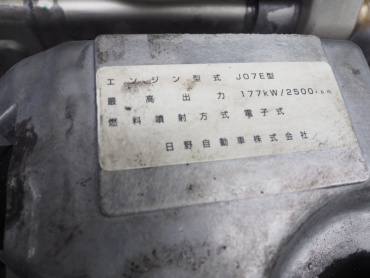 エンジン型式 J07E型
最高出力 177kW/2500rpm
燃料噴射方式 電子式
日野自動車株式会社